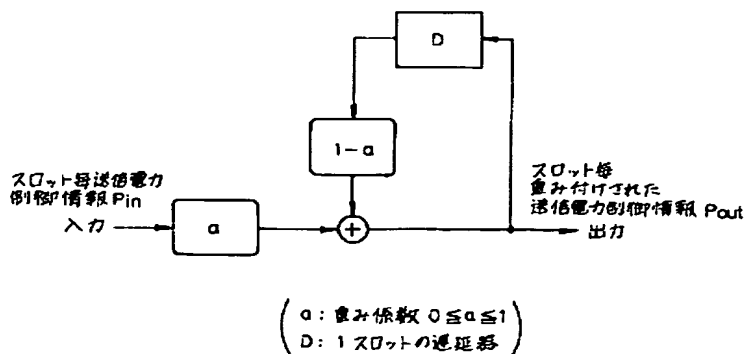 D
1-a
スロット毎送信電力
制御情報 Pin
入力
a
+
スロット毎
重み付けされた
送信電力制御情報 Pout
出力
a: 重み係数 0≦a≦1
D: 1スロットの遅延器